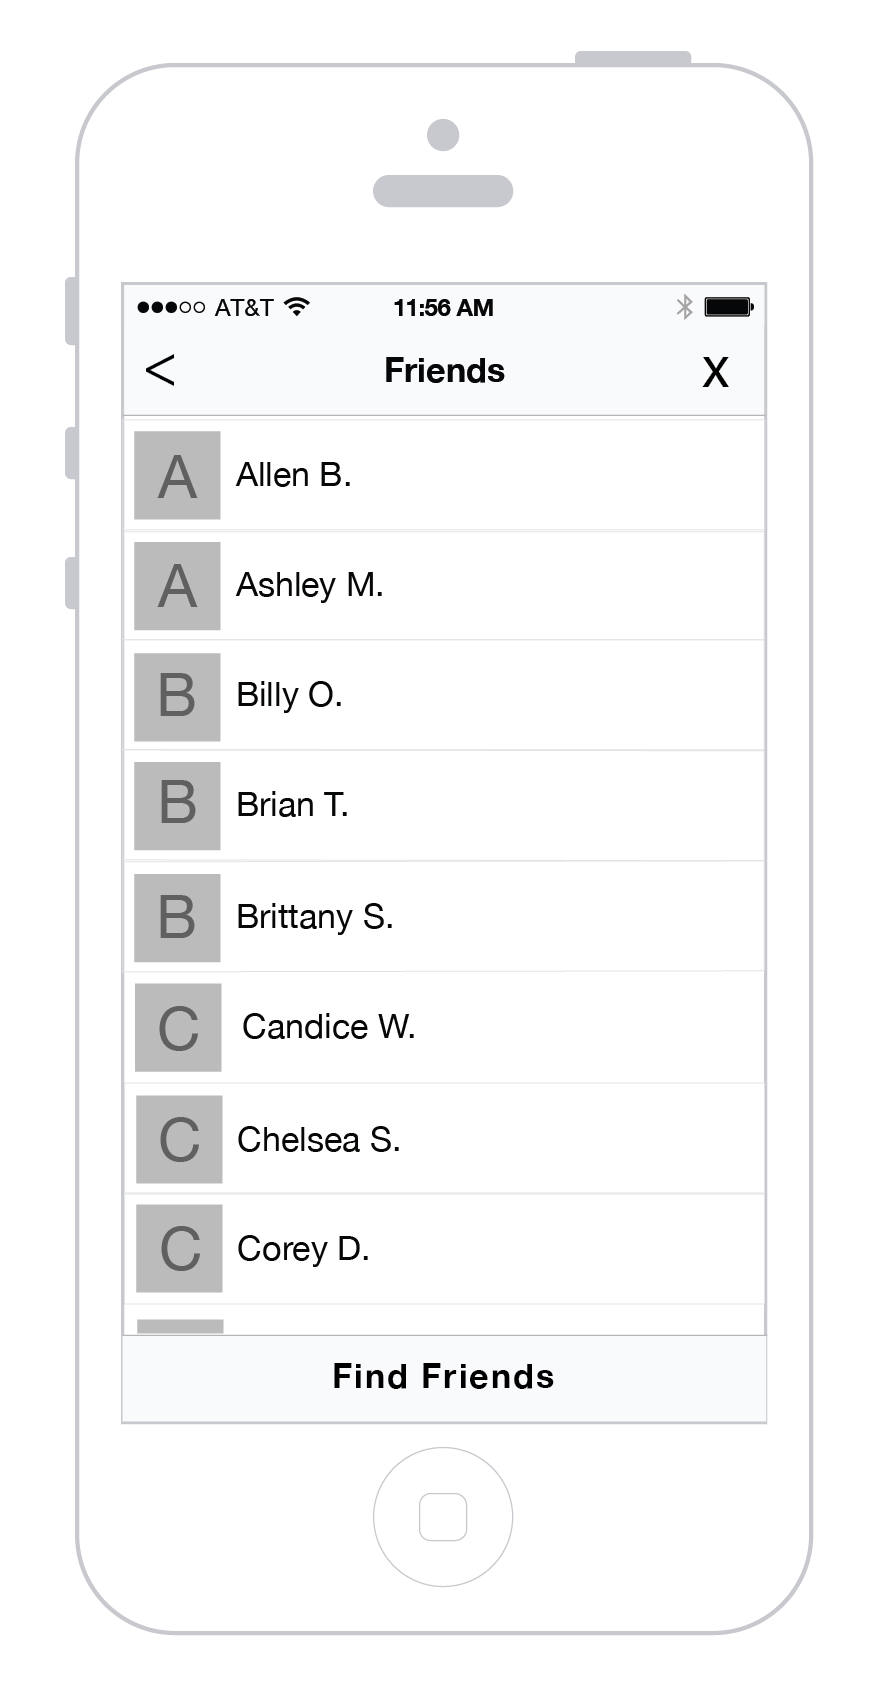 AT&T 11:56 AM
< Friends X
A Allen B.
A Ashley M.
B Billy O.
B Brian T.
B Brittany S.
C Candice W.
C Chelsea S.
C Corey D.
Find Friends